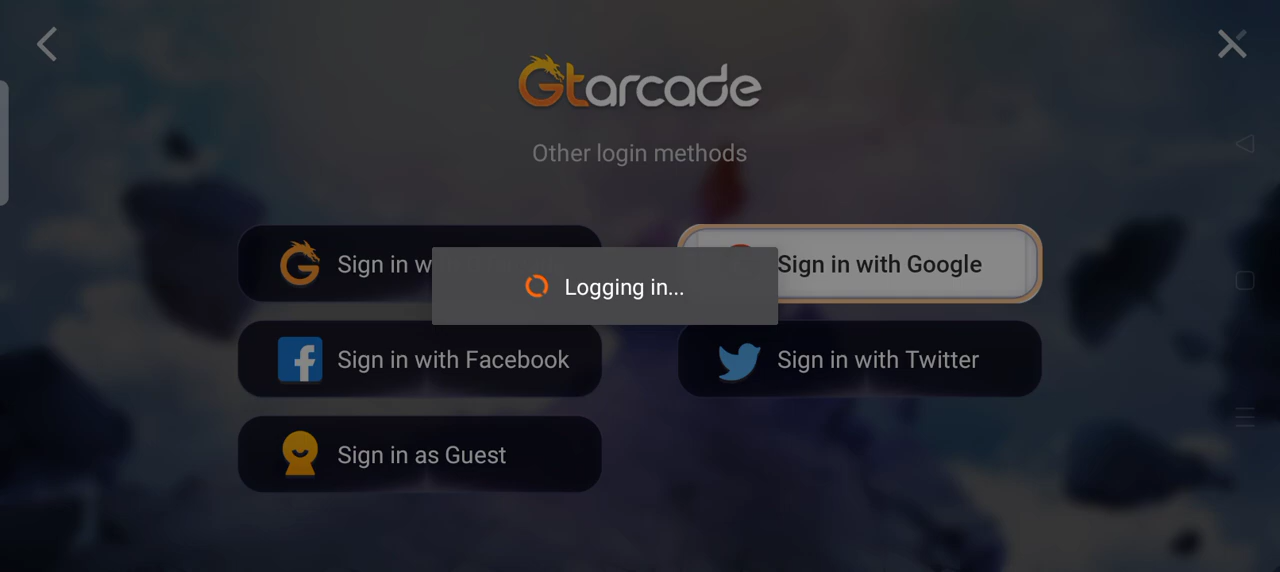 Gtarcade
Other login methods
Sign in w
Sign in with Google
Logging in...
Sign in with Facebook
Sign in with Twitter
Sign in as Guest